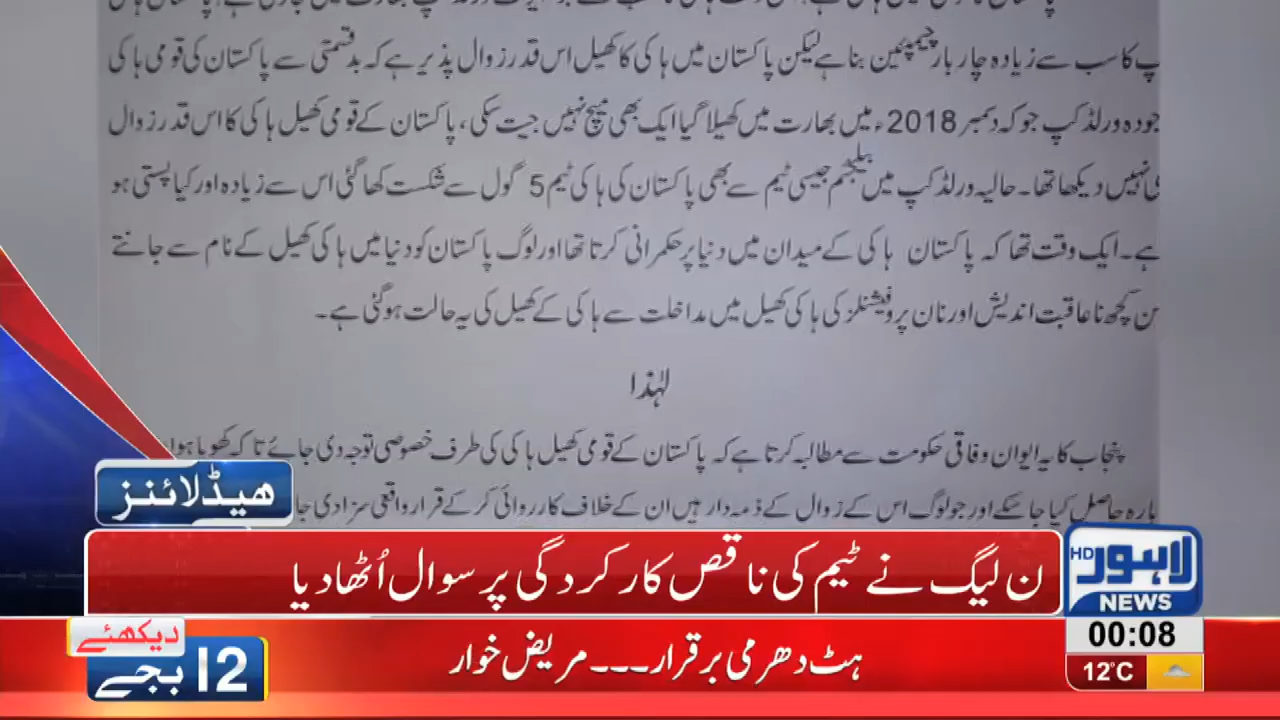 پ کا سب سے زیادہ چار بار چیمپئین بنا ہے لیکن پاکستان میں ہاکی کا کھیل اس قدر زوال پذیر ہے کہ بدقسمتی سے پاکستان کی قومی ہاکی
جودہ ورلڈ کپ جو کہ دسمبر 2018ء میں بھارت میں کھیلا گیا ایک بھی میچ نہیں جیت سکی، پاکستان کے قومی کھیل ہاکی کا اس قدر زوال
نہیں دیکھا تھا۔ حالیہ ورلڈ کپ میں بیلجئم جیسی ٹیم سے بھی پاکستان کی ہاکی ٹیم 5 گول سے شکست کھا گئی اس سے زیادہ اور کیا پستی ہو
ہے۔ ایک وقت تھا کہ پاکستان ہاکی کے میدان میں دنیا پر حکمرانی کرتا تھا اور لوگ پاکستان کو دنیا میں ہاکی کھیل کے نام سے جانتے
ن کچھ ناعاقبت اندیش اور نان پروفیشنلز کی ہاکی کھیل میں مداخلت سے ہاکی کے کھیل کی یہ حالت ہو گئی ہے۔
لہٰذا
پنجاب کا یہ ایوان وفاقی حکومت سے مطالبہ کرتا ہے کہ پاکستان کے قومی کھیل ہاکی کی طرف خصوصی توجہ دی جائے تاکہ کھویا ہوا
بارہ حاصل کیا جا سکے اور جو لوگ اس کے زوال کے ذمہ دار ہیں ان کے خلاف کارروائی کر کے قرار واقعی سزا دی جا
ھیڈلائنز
ن لیگ نے ٹیم کی ناقص کارکردگی پر سوال اُٹھا دیا
لاہور HD
NEWS
00:08
12°C
دیکھئے
12 بجے
ہٹ دھرمی برقرار۔۔۔مریض خوار